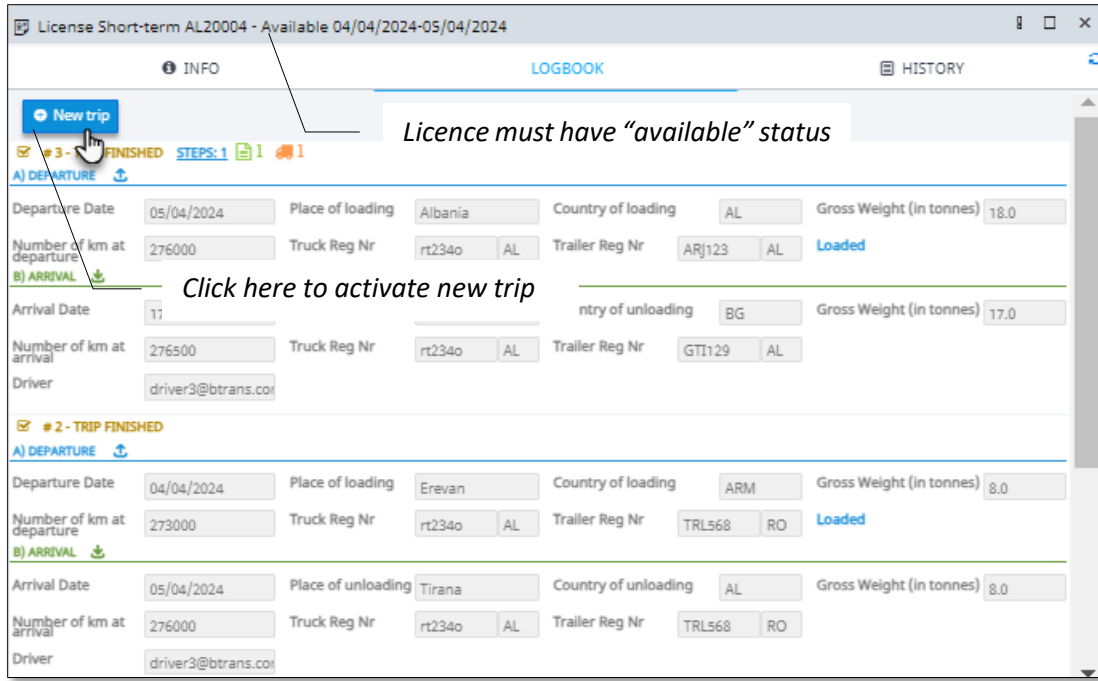 License Short-term AL20004 - Available 04/04/2024-05/04/2024
INFO LOGBOOK HISTORY
New trip
Licence must have “available” status
#3 - FINISHED STEPS: 1 1 1
A) DEPARTURE
Departure Date 05/04/2024 Place of loading Albania Country of loading AL Gross Weight (in tonnes) 18.0
Number of km at departure 276000 Truck Reg Nr rt234o AL Trailer Reg Nr ARJ123 AL Loaded
B) ARRIVAL
Click here to activate new trip
Arrival Date of unloading BG Gross Weight (in tonnes) 17.0
Number of km at arrival 276500 Truck Reg Nr rt234o AL Trailer Reg Nr GTI129 AL
Driver driver3@btrans.cor
#2 - TRIP FINISHED
A) DEPARTURE
Departure Date 04/04/2024 Place of loading Erevan Country of loading ARM Gross Weight (in tonnes) 8.0
Number of km at departure 273000 Truck Reg Nr rt234o AL Trailer Reg Nr TRL568 RO Loaded
B) ARRIVAL
Arrival Date 05/04/2024 Place of unloading Tirana Country of unloading AL Gross Weight (in tonnes) 8.0
Number of km at arrival 276000 Truck Reg Nr rt234o AL Trailer Reg Nr TRL568 RO
Driver driver3@btrans.cor